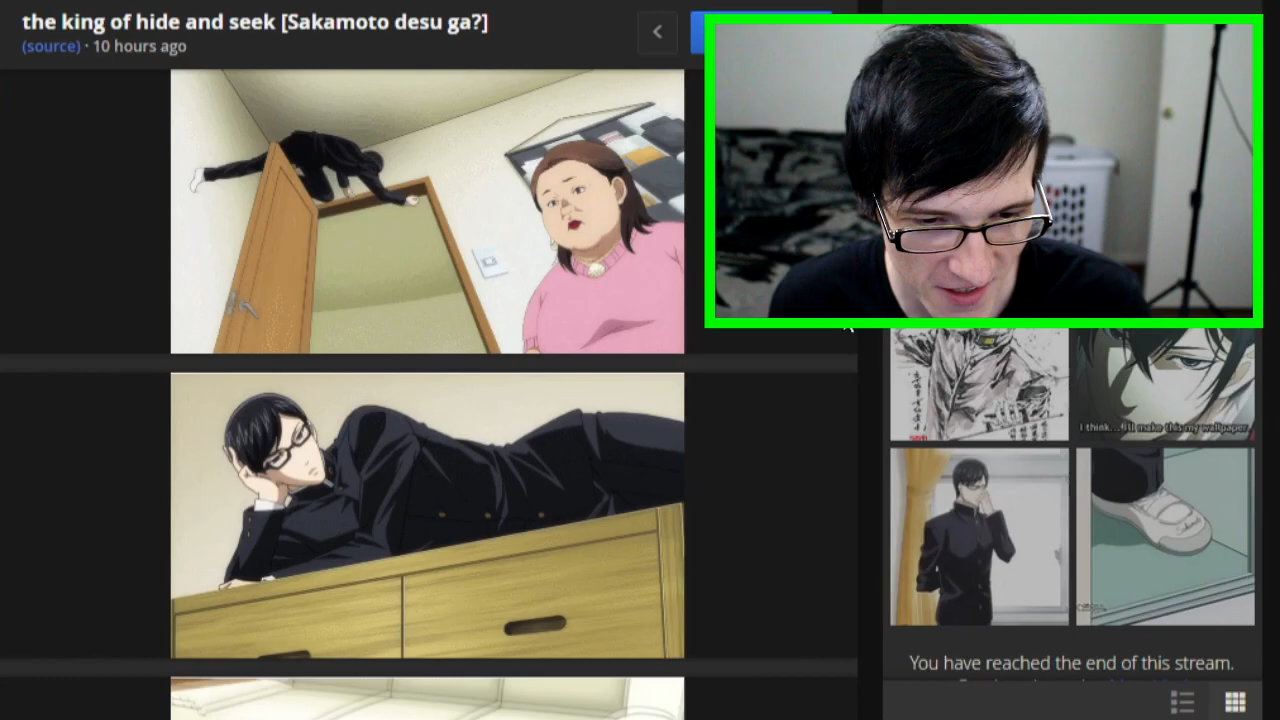 the king of hide and seek [Sakamoto desu ga?]
(source) · 10 hours ago
I think... I'll make this my wallpaper.
You have reached the end of this stream.